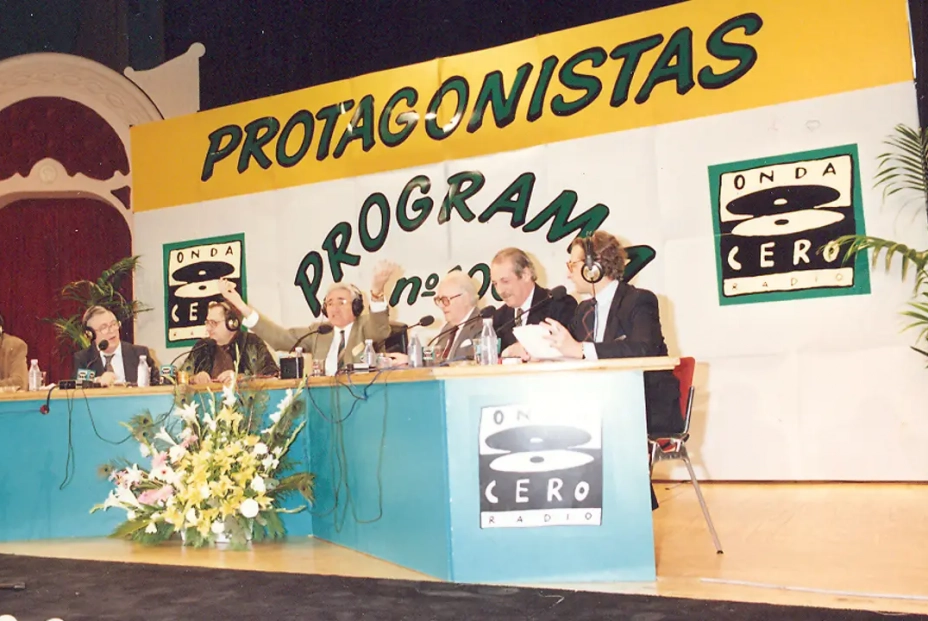 PROTAGONISTAS
PROGRAMA
nº
ONDA
CERO
RADIO
ONDA
CERO
RADIO
ONDA
CERO
RADIO